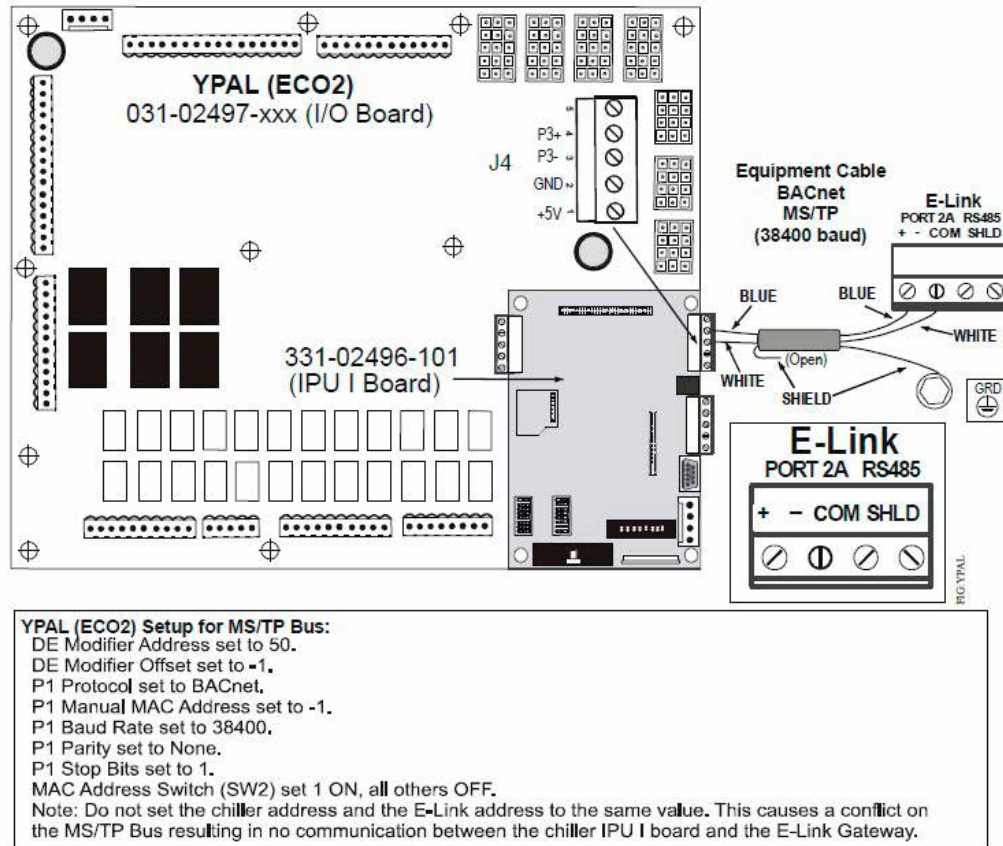 YPAL (ECO2)
031-02497-xxx (I/O Board)
J4
5
P3+ 4
P3- 3
GND 2
+5V 1
Equipment Cable
BACnet
MS/TP
(38400 baud)
E-Link
PORT 2A RS485
+ - COM SHLD
BLUE
BLUE
WHITE
(Open)
WHITE
SHIELD
GRD
331-02496-101
(IPU I Board)
E-Link
PORT 2A RS485
+ - COM SHLD
FIG:YPAL
YPAL (ECO2) Setup for MS/TP Bus:
DE Modifier Address set to 50.
DE Modifier Offset set to -1.
P1 Protocol set to BACnet.
P1 Manual MAC Address set to -1.
P1 Baud Rate set to 38400.
P1 Parity set to None.
P1 Stop Bits set to 1.
MAC Address Switch (SW2) set 1 ON, all others OFF.
Note: Do not set the chiller address and the E-Link address to the same value. This causes a conflict on
the MS/TP Bus resulting in no communication between the chiller IPU I board and the E-Link Gateway.